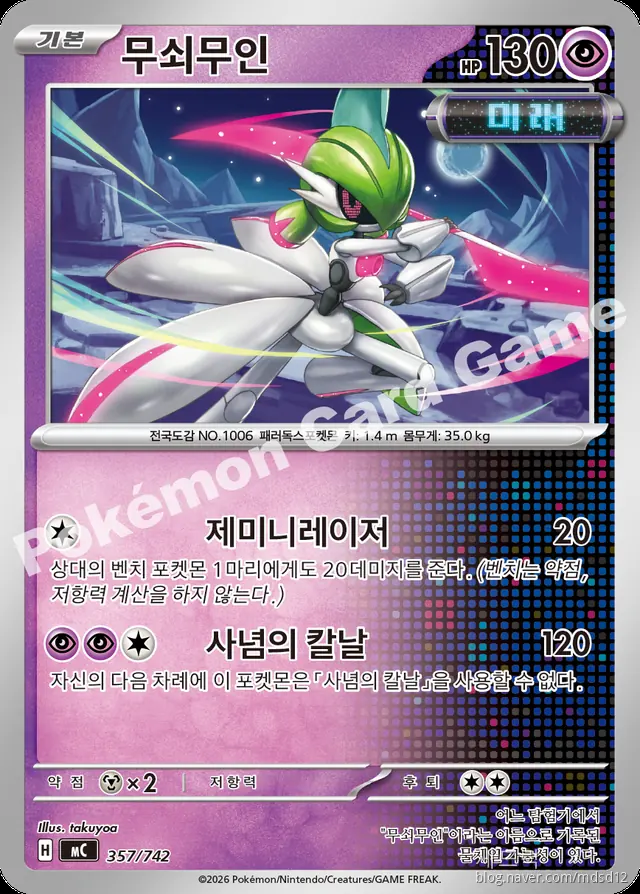 기본
무쇠무인
HP 130
미래
전국도감 NO.1006 패러독스포켓몬 키: 1.4 m 몸무게: 35.0 kg
Pokémon Card Game
제미니레이저 20
상대의 벤치 포켓몬 1마리에게도 20데미지를 준다. (벤치는 약점,
저항력 계산을 하지 않는다.)
사념의 칼날 120
자신의 다음 차례에 이 포켓몬은 「사념의 칼날」을 사용할 수 없다.
약점 ×2 저항력 후퇴
Illus. takuyoa
H MC 357/742
어느 탐험기에서
"무쇠무인"이라는 이름으로 기록된
물체일 가능성이 있다.
blog.naver.com/mdsd12
©2026 Pokémon/Nintendo/Creatures/GAME FREAK.